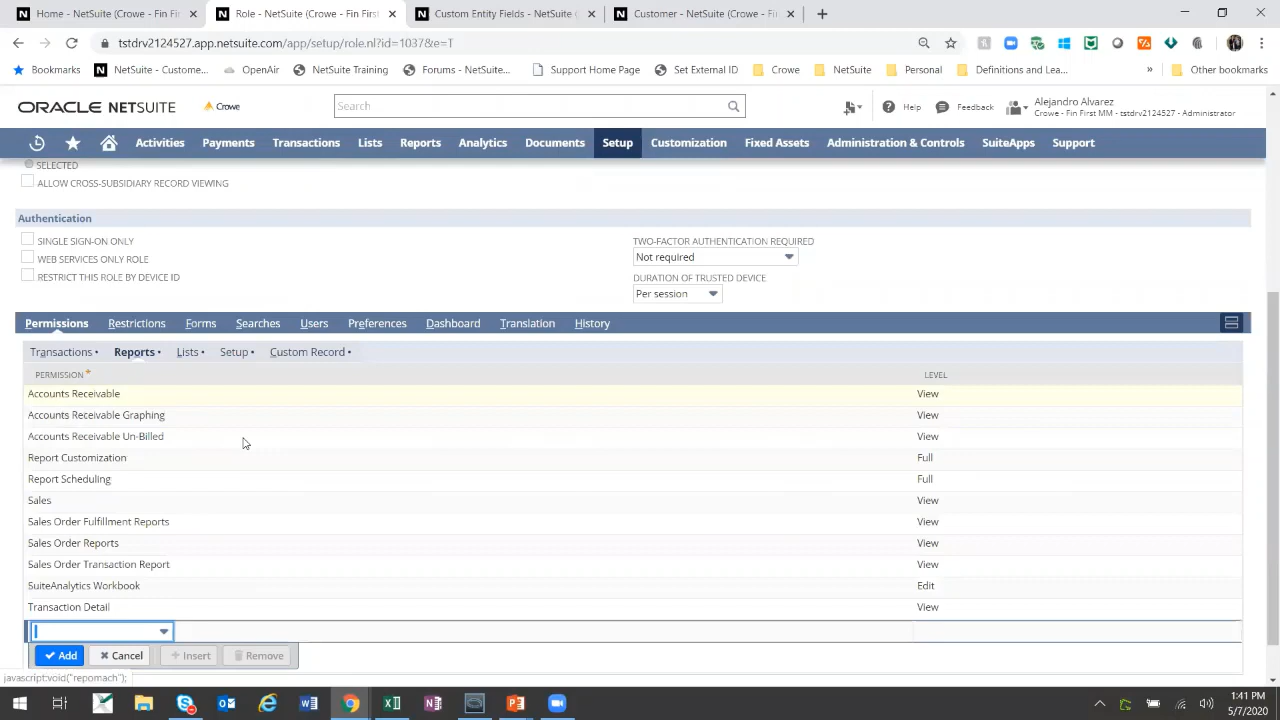 Home - NetSuite (Crowe - Fin Fi
Role - NetSuite (Crowe - Fin First
Custom Entity Fields - NetSuite (
Customer - NetSuite (Crowe - Fin
tstdrv2124527.app.netsuite.com/app/setup/role.nl?id=1037&e=T
Bookmarks
NetSuite - Custome...
OpenAir
NetSuite Training
Forums - NetSuite...
Support Home Page
Set External ID
Crowe
NetSuite
Personal
Definitions and Lea...
»
Other bookmarks
ORACLE NETSUITE
Crowe
Search
Help
Feedback
Alejandro Alvarez
Crowe - Fin First MM - tstdrv2124527 - Administrator
Activities
Payments
Transactions
Lists
Reports
Analytics
Documents
Setup
Customization
Fixed Assets
Administration & Controls
SuiteApps
Support
SELECTED
ALLOW CROSS-SUBSIDIARY RECORD VIEWING
Authentication
SINGLE SIGN-ON ONLY
TWO-FACTOR AUTHENTICATION REQUIRED
WEB SERVICES ONLY ROLE
Not required
RESTRICT THIS ROLE BY DEVICE ID
DURATION OF TRUSTED DEVICE
Per session
Permissions
Restrictions
Forms
Searches
Users
Preferences
Dashboard
Translation
History
Transactions •
Reports •
Lists •
Setup •
Custom Record •
PERMISSION *
LEVEL
Accounts Receivable
View
Accounts Receivable Graphing
View
Accounts Receivable Un-Billed
View
Report Customization
Full
Report Scheduling
Full
Sales
View
Sales Order Fulfillment Reports
View
Sales Order Reports
View
Sales Order Transaction Report
View
SuiteAnalytics Workbook
Edit
Transaction Detail
View
Add
Cancel
+ Insert
Remove
javascript:void("repomach");
1:41 PM
5/7/2020